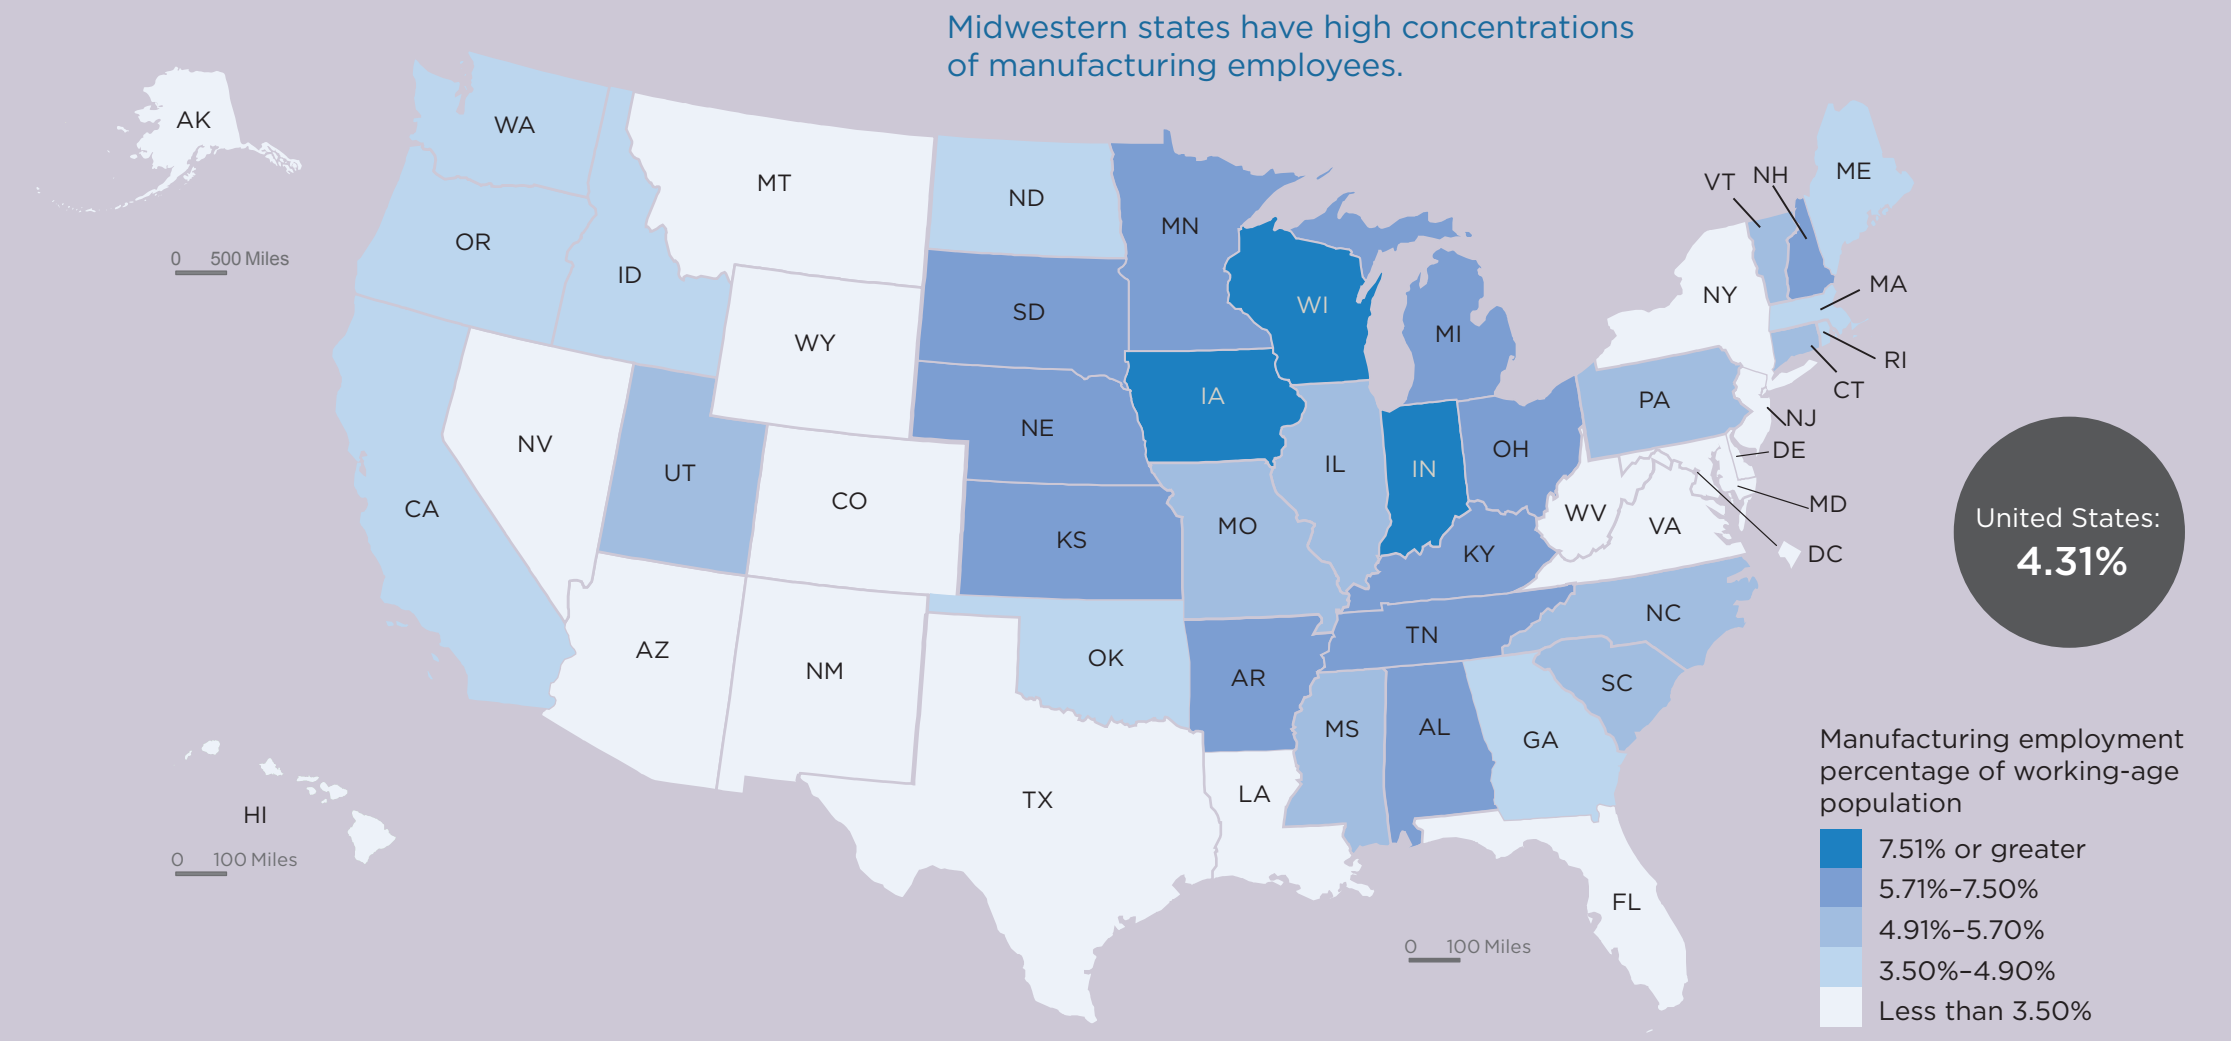 Midwestern states have high concentrations
of manufacturing employees.
AK
WA
MT
ND
MN
VT
NH
ME
OR
ID
0 500 Miles
SD
WI
MI
NY
MA
WY
RI
IA
CT
NE
PA
NJ
NV
UT
IL
IN
OH
DE
CO
CA
MO
KS
KY
WV
VA
MD
DC
United States:
4.31%
AZ
NM
OK
AR
TN
NC
SC
MS
AL
GA
TX
LA
FL
HI
0 100 Miles
0 100 Miles
Manufacturing employment
percentage of working-age
population
7.51% or greater
5.71%–7.50%
4.91%–5.70%
3.50%–4.90%
Less than 3.50%